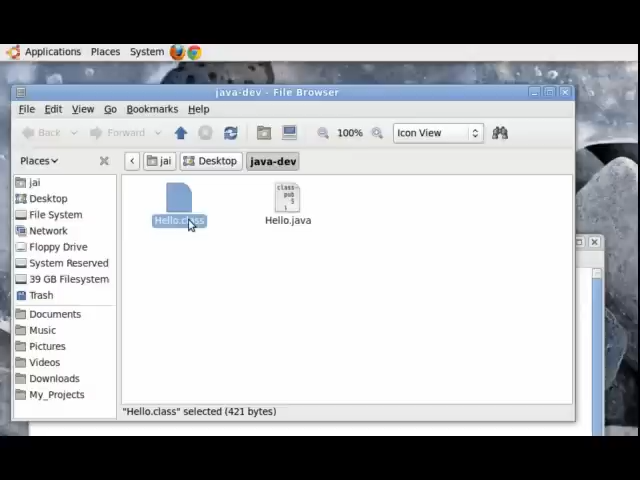 Applications Places System
java-dev - File Browser
File Edit View Go Bookmarks Help
Back Forward 100% Icon View
Places jai Desktop java-dev
jai
Desktop
File System
Network
Floppy Drive
System Reserved
39 GB Filesystem
Trash
Documents
Music
Pictures
Videos
Downloads
My_Projects
class
pub
S
}
Hello.class Hello.java
"Hello.class" selected (421 bytes)